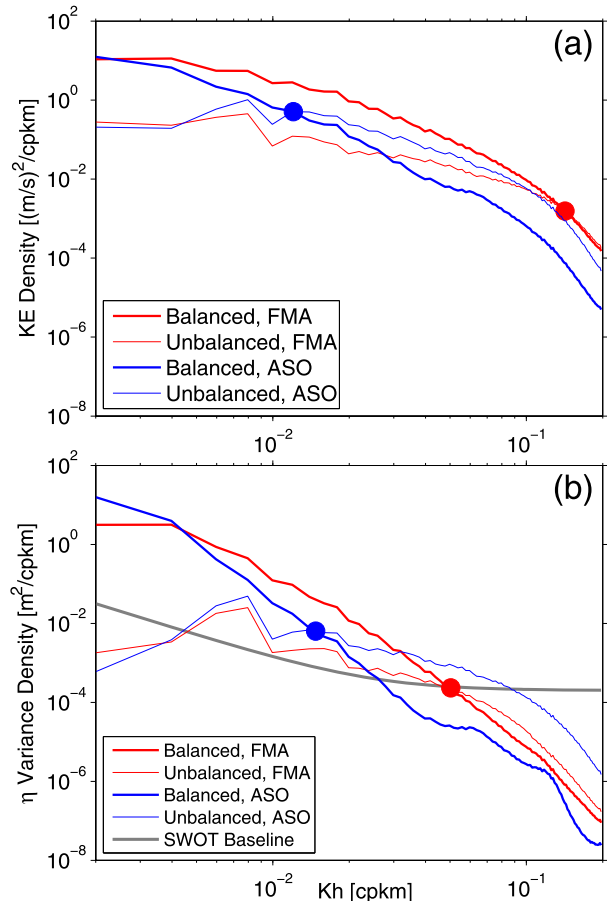 (a)
KE Density [(m/s)²/cpkm]
10²
10⁰
10⁻²
10⁻⁴
10⁻⁶
10⁻⁸
Balanced, FMA
Unbalanced, FMA
Balanced, ASO
Unbalanced, ASO
10⁻² 10⁻¹
(b)
η Variance Density [m²/cpkm]
10²
10⁰
10⁻²
10⁻⁴
10⁻⁶
10⁻⁸
Balanced, FMA
Unbalanced, FMA
Balanced, ASO
Unbalanced, ASO
SWOT Baseline
10⁻² 10⁻¹
Kh [cpkm]